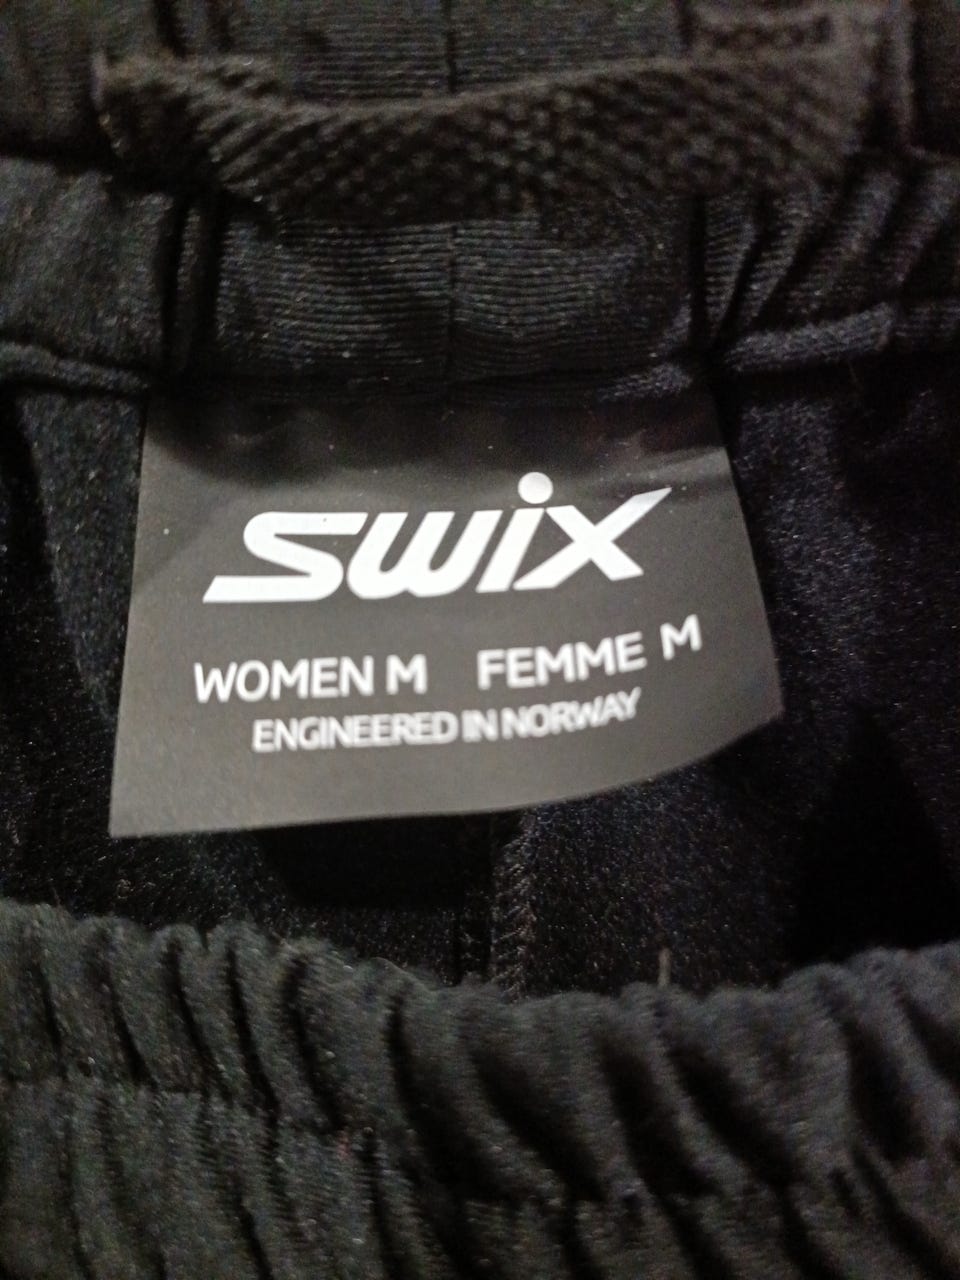 swix
WOMEN M FEMME M
ENGINEERED IN NORWAY